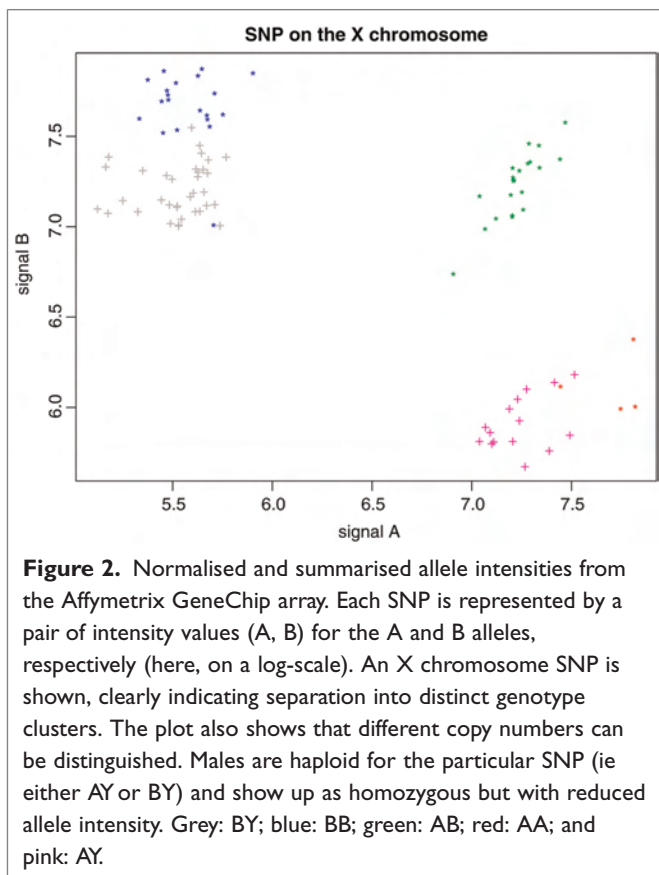 SNP on the X chromosome
signal B
7.5
7.0
6.5
6.0
5.5 6.0 6.5 7.0 7.5
signal A
Figure 2. Normalised and summarised allele intensities from
the Affymetrix GeneChip array. Each SNP is represented by a
pair of intensity values (A, B) for the A and B alleles,
respectively (here, on a log-scale). An X chromosome SNP is
shown, clearly indicating separation into distinct genotype
clusters. The plot also shows that different copy numbers can
be distinguished. Males are haploid for the particular SNP (ie
either AY or BY) and show up as homozygous but with reduced
allele intensity. Grey: BY; blue: BB; green: AB; red: AA; and
pink: AY.